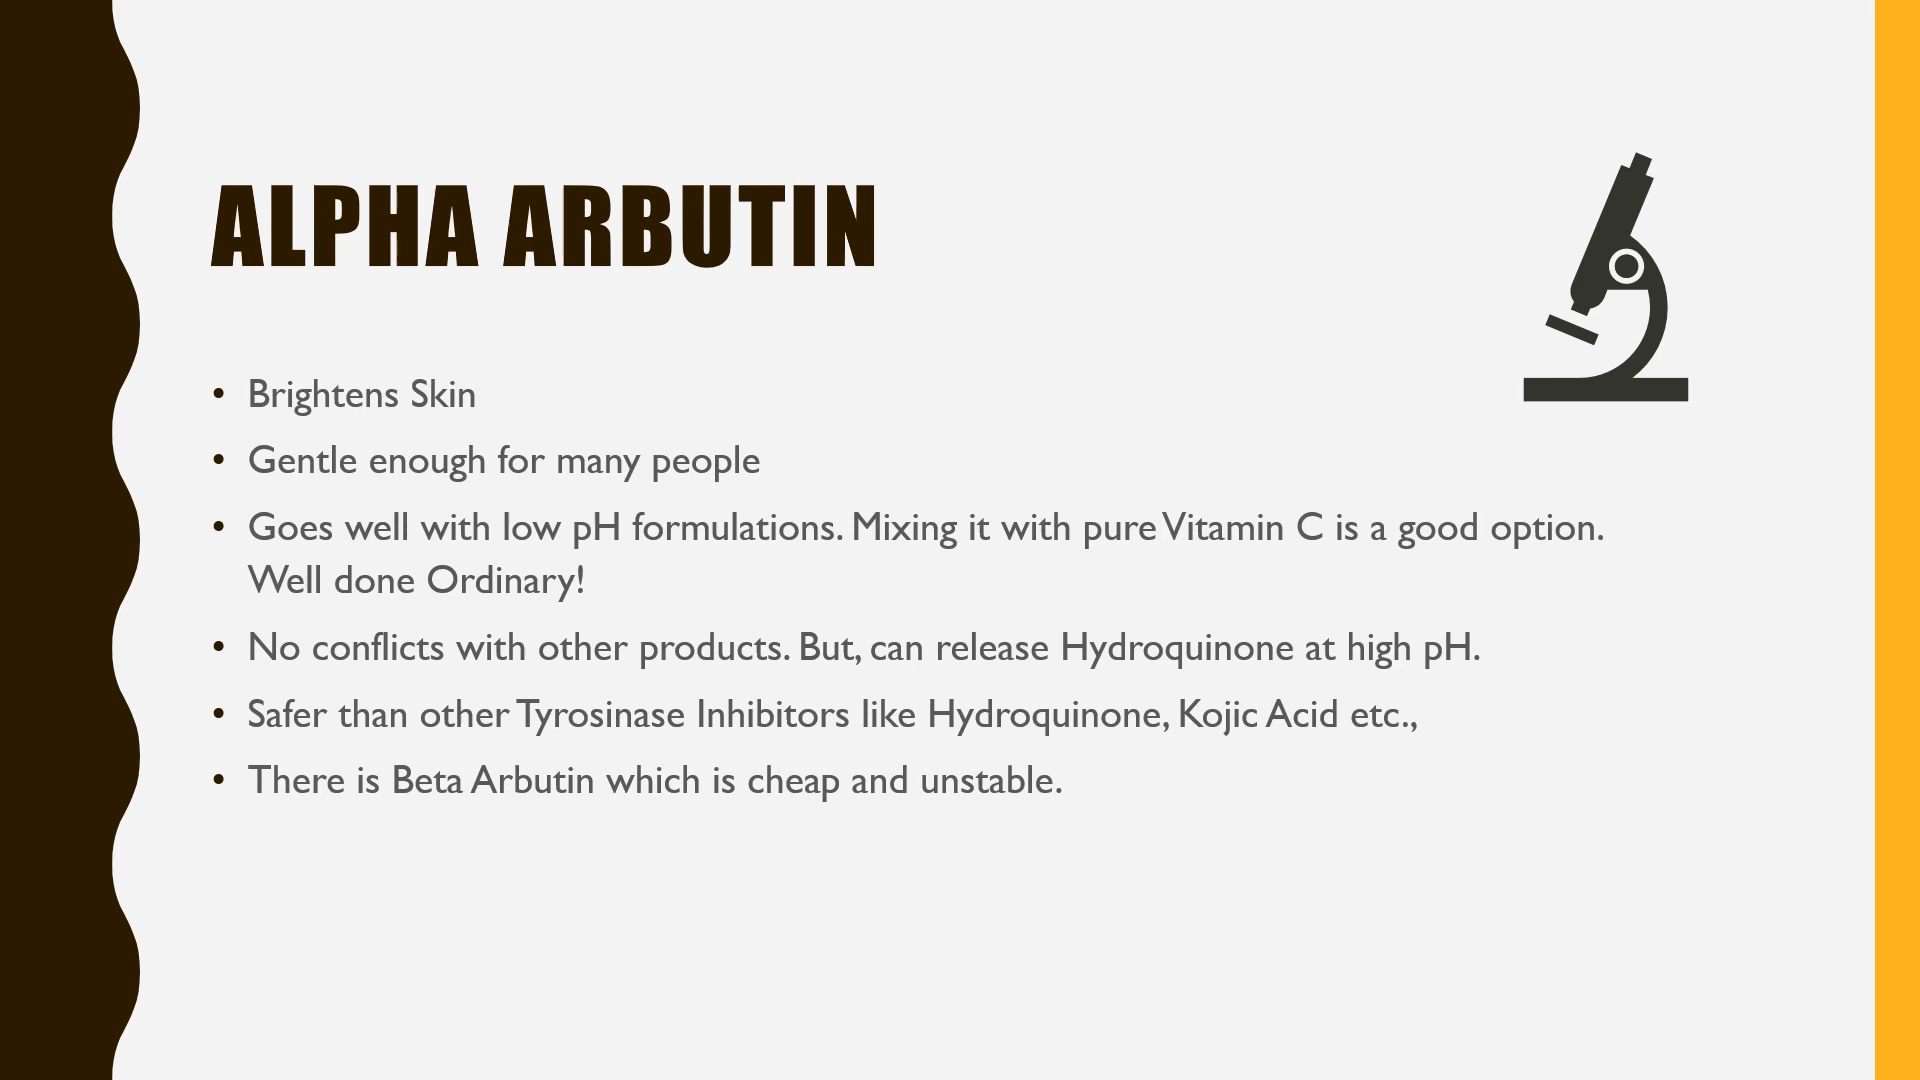 ALPHA ARBUTIN
• Brightens Skin
• Gentle enough for many people
• Goes well with low pH formulations. Mixing it with pure Vitamin C is a good option.
Well done Ordinary!
• No conflicts with other products. But, can release Hydroquinone at high pH.
• Safer than other Tyrosinase Inhibitors like Hydroquinone, Kojic Acid etc.,
• There is Beta Arbutin which is cheap and unstable.